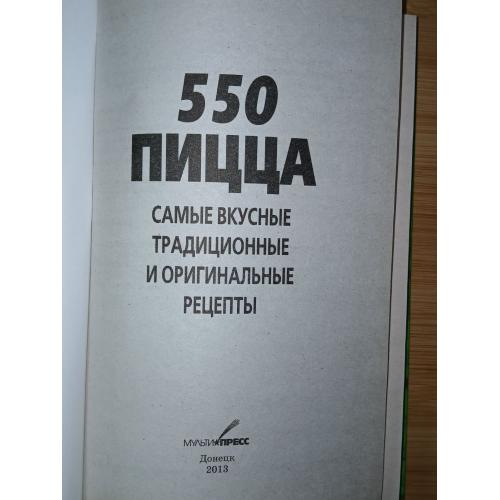 550
ПИЦЦА
САМЫЕ ВКУСНЫЕ
ТРАДИЦИОННЫЕ
И ОРИГИНАЛЬНЫЕ
РЕЦЕПТЫ
МУЛЬТИПРЕСС
Донецк
2013